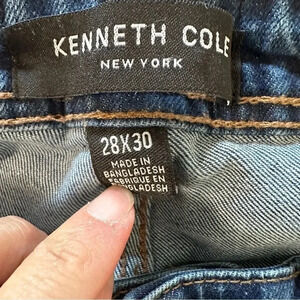 KENNETH COLE
NEW YORK
28X30
MADE IN
BANGLADESH
FABRIQUE EN
BANGLADESH